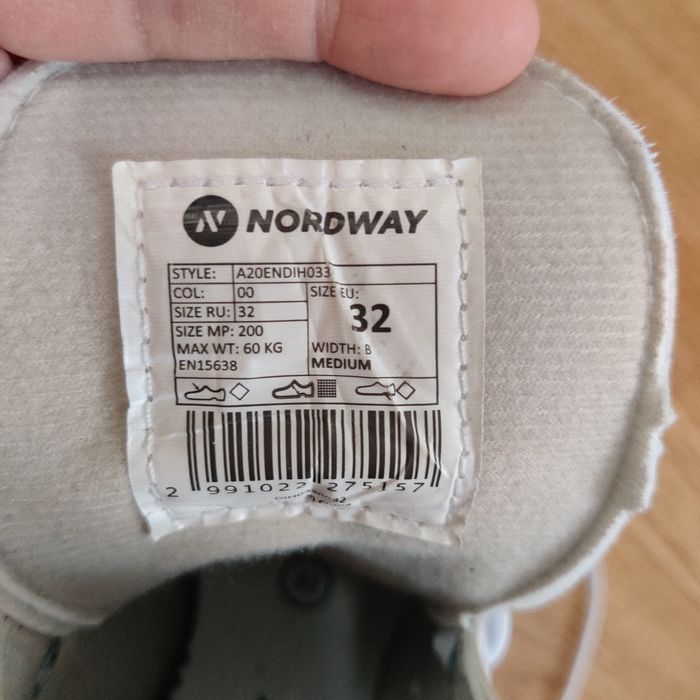 NORDWAY
STYLE: A20ENDIH033
COL: 00
SIZE RU: 32
SIZE MP: 200
MAX WT: 60 KG
EN15638
SIZE EU:
32
WIDTH: B
MEDIUM
2 991022 275157